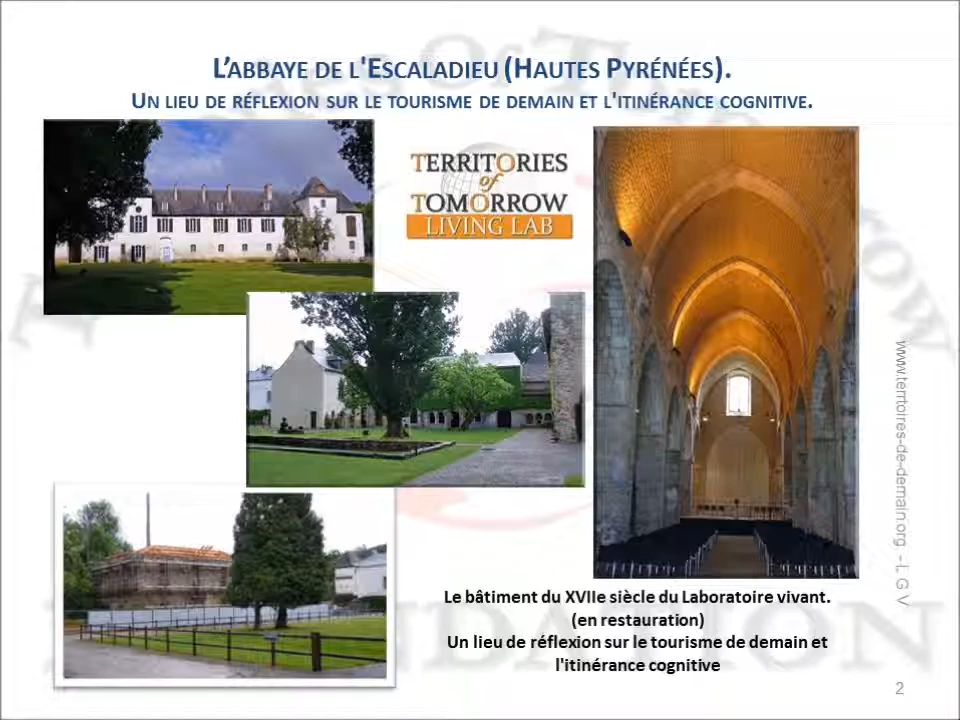 L'ABBAYE DE L'ESCALADIEU (HAUTES PYRÉNÉES).
UN LIEU DE RÉFLEXION SUR LE TOURISME DE DEMAIN ET L'ITINÉRANCE COGNITIVE.
TERRITORIES
of
TOMORROW
LIVING LAB
www.territoires-de-demain.org - L G V
Le bâtiment du XVIIe siècle du Laboratoire vivant.
(en restauration)
Un lieu de réflexion sur le tourisme de demain et
l'itinérance cognitive
2